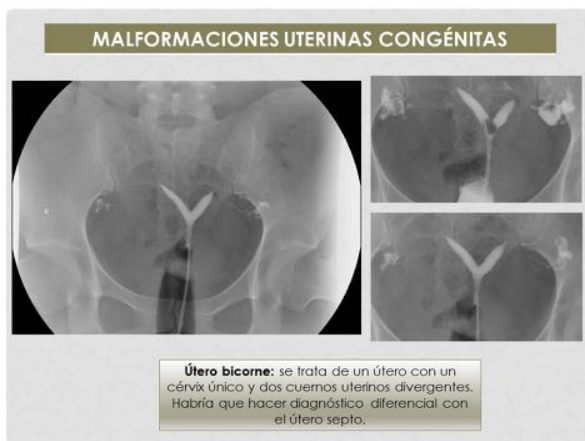 MALFORMACIONES UTERINAS CONGÉNITAS
Útero bicorne: se trata de un útero con un
cérvix único y dos cuernos uterinos divergentes.
Habría que hacer diagnóstico diferencial con
el útero septo.